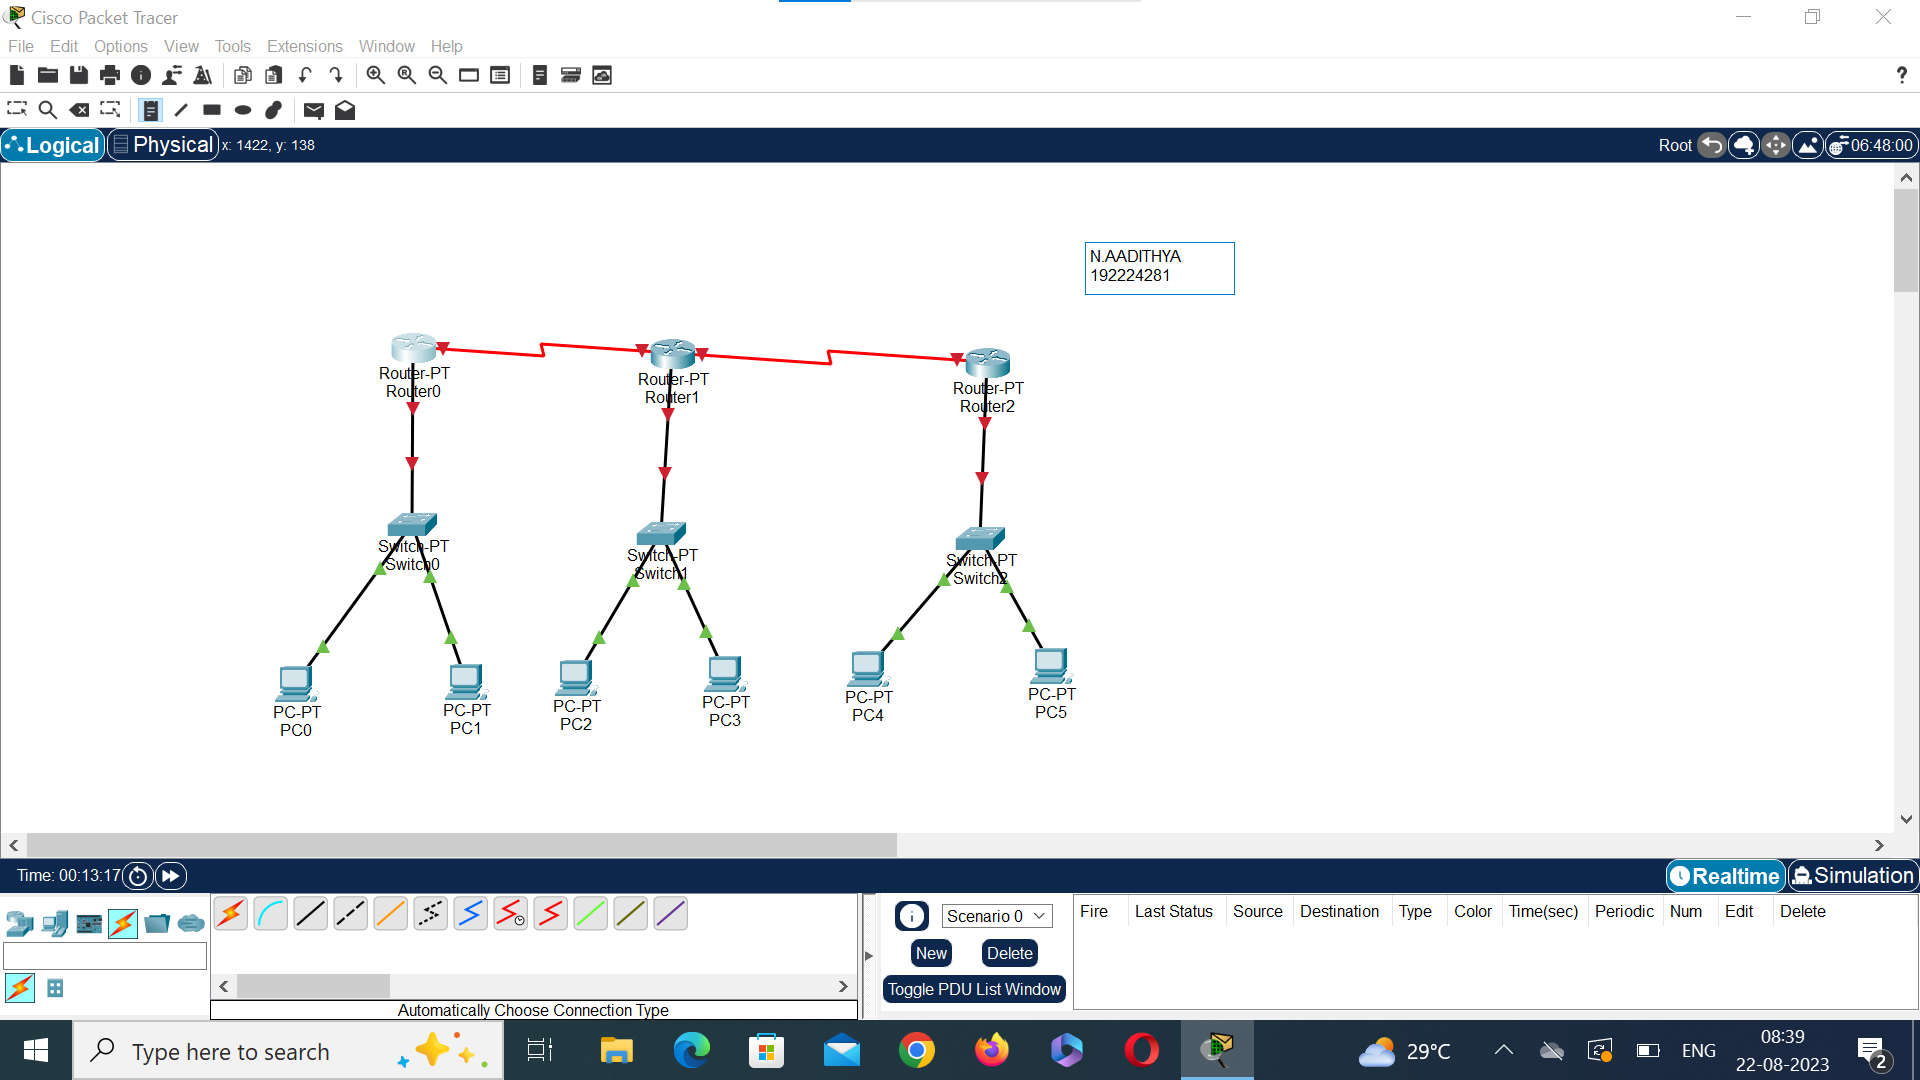 Cisco Packet Tracer
File Edit Options View Tools Extensions Window Help
Logical Physical x: 1422, y: 138 Root 06:48:00
N.AADITHYA
192224281
Router-PT
Router0
Router-PT
Router1
Router-PT
Router2
Switch-PT
Switch0
Switch-PT
Switch1
Switch-PT
Switch2
PC-PT
PC0
PC-PT
PC1
PC-PT
PC2
PC-PT
PC3
PC-PT
PC4
PC-PT
PC5
Time: 00:13:17 Realtime Simulation
Scenario 0
New Delete
Toggle PDU List Window
Fire Last Status Source Destination Type Color Time(sec) Periodic Num Edit Delete
Automatically Choose Connection Type
Type here to search
29°C
ENG
08:39
22-08-2023
2